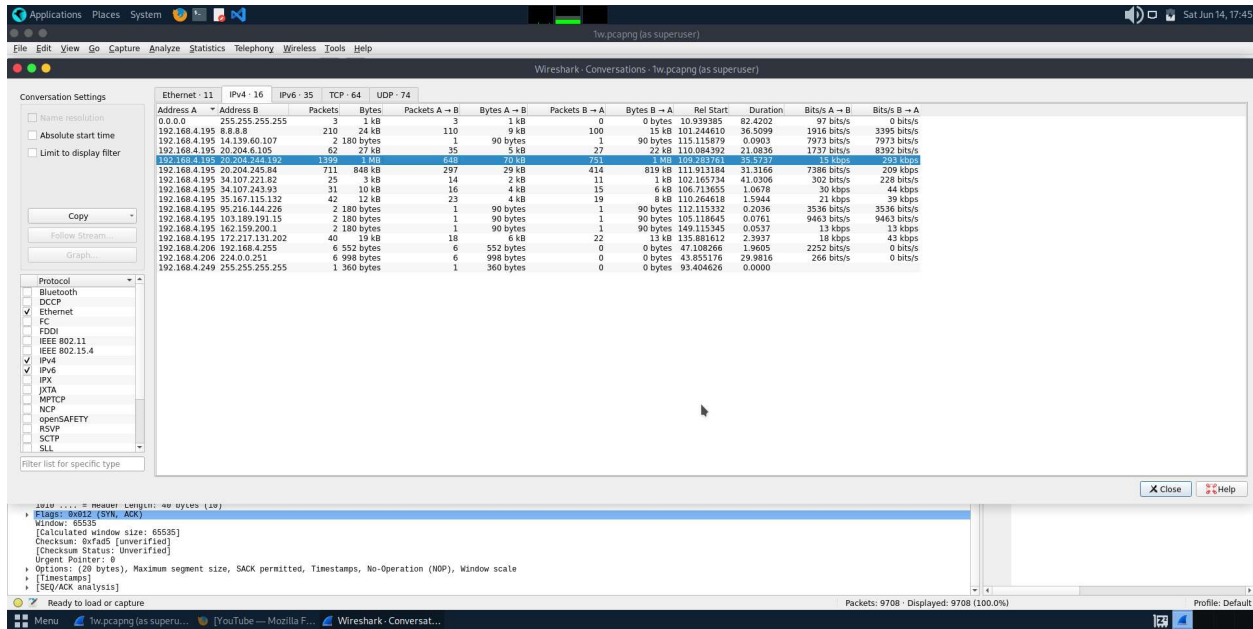 Applications Places System Sat Jun 14, 17:45
1w.pcapng (as superuser)
File Edit View Go Capture Analyze Statistics Telephony Wireless Tools Help
Wireshark · Conversations · 1w.pcapng (as superuser)
Conversation Settings
Name resolution
Absolute start time
Limit to display filter
Copy
Follow Stream...
Graph...
Protocol
Bluetooth
DCCP
Ethernet
FC
FDDI
IEEE 802.11
IEEE 802.15.4
IPv4
IPv6
IPX
JXTA
MPTCP
NCP
openSAFETY
RSVP
SCTP
SLL
Filter list for specific type
Ethernet · 11 IPv4 · 16 IPv6 · 35 TCP · 64 UDP · 74
Address A Address B Packets Bytes Packets A → B Bytes A → B Packets B → A Bytes B → A Rel Start Duration Bits/s A → B Bits/s B → A
0.0.0.0 255.255.255.255 3 1 kB 3 1 kB 0 0 bytes 10.939385 82.4202 97 bits/s 0 bits/s
192.168.4.195 8.8.8.8 210 24 kB 110 9 kB 100 15 kB 101.244610 36.5099 1916 bits/s 3395 bits/s
192.168.4.195 14.139.60.107 2 180 bytes 1 90 bytes 1 90 bytes 115.115879 0.0903 7973 bits/s 7973 bits/s
192.168.4.195 20.204.6.105 62 27 kB 35 5 kB 27 22 kB 110.084392 21.0836 1737 bits/s 8392 bits/s
192.168.4.195 20.204.244.192 1399 1 MB 648 70 kB 751 1 MB 109.283761 35.5737 15 kbps 293 kbps
192.168.4.195 20.204.245.84 711 848 kB 297 29 kB 414 819 kB 111.913184 31.3166 7386 bits/s 209 kbps
192.168.4.195 34.107.221.82 25 3 kB 14 2 kB 11 1 kB 102.165734 41.0306 302 bits/s 228 bits/s
192.168.4.195 34.107.243.93 31 10 kB 16 4 kB 15 6 kB 106.713655 1.0678 30 kbps 44 kbps
192.168.4.195 35.167.115.132 42 12 kB 23 4 kB 19 8 kB 110.264618 1.5944 21 kbps 39 kbps
192.168.4.195 95.216.144.226 2 180 bytes 1 90 bytes 1 90 bytes 112.115332 0.2036 3536 bits/s 3536 bits/s
192.168.4.195 103.189.191.15 2 180 bytes 1 90 bytes 1 90 bytes 105.118645 0.0761 9463 bits/s 9463 bits/s
192.168.4.195 162.159.200.1 2 180 bytes 1 90 bytes 1 90 bytes 149.115345 0.0537 13 kbps 13 kbps
192.168.4.195 172.217.131.202 40 19 kB 18 6 kB 22 13 kB 135.881612 2.3937 18 kbps 43 kbps
192.168.4.206 192.168.4.255 6 552 bytes 6 552 bytes 0 0 bytes 47.108266 1.9605 2252 bits/s 0 bits/s
192.168.4.206 224.0.0.251 6 998 bytes 6 998 bytes 0 0 bytes 43.855176 29.9816 266 bits/s 0 bits/s
192.168.4.249 255.255.255.255 1 360 bytes 1 360 bytes 0 0 bytes 93.404626 0.0000
Close Help
1010 .... = Header Length: 40 bytes (10)
Flags: 0x012 (SYN, ACK)
Window: 65535
[Calculated window size: 65535]
Checksum: 0xfad5 [unverified]
[Checksum Status: Unverified]
Urgent Pointer: 0
Options: (20 bytes), Maximum segment size, SACK permitted, Timestamps, No-Operation (NOP), Window scale
[Timestamps]
[SEQ/ACK analysis]
Ready to load or capture Packets: 9708 · Displayed: 9708 (100.0%) Profile: Default
Menu 1w.pcapng (as superu... [YouTube — Mozilla F... Wireshark · Conversat...